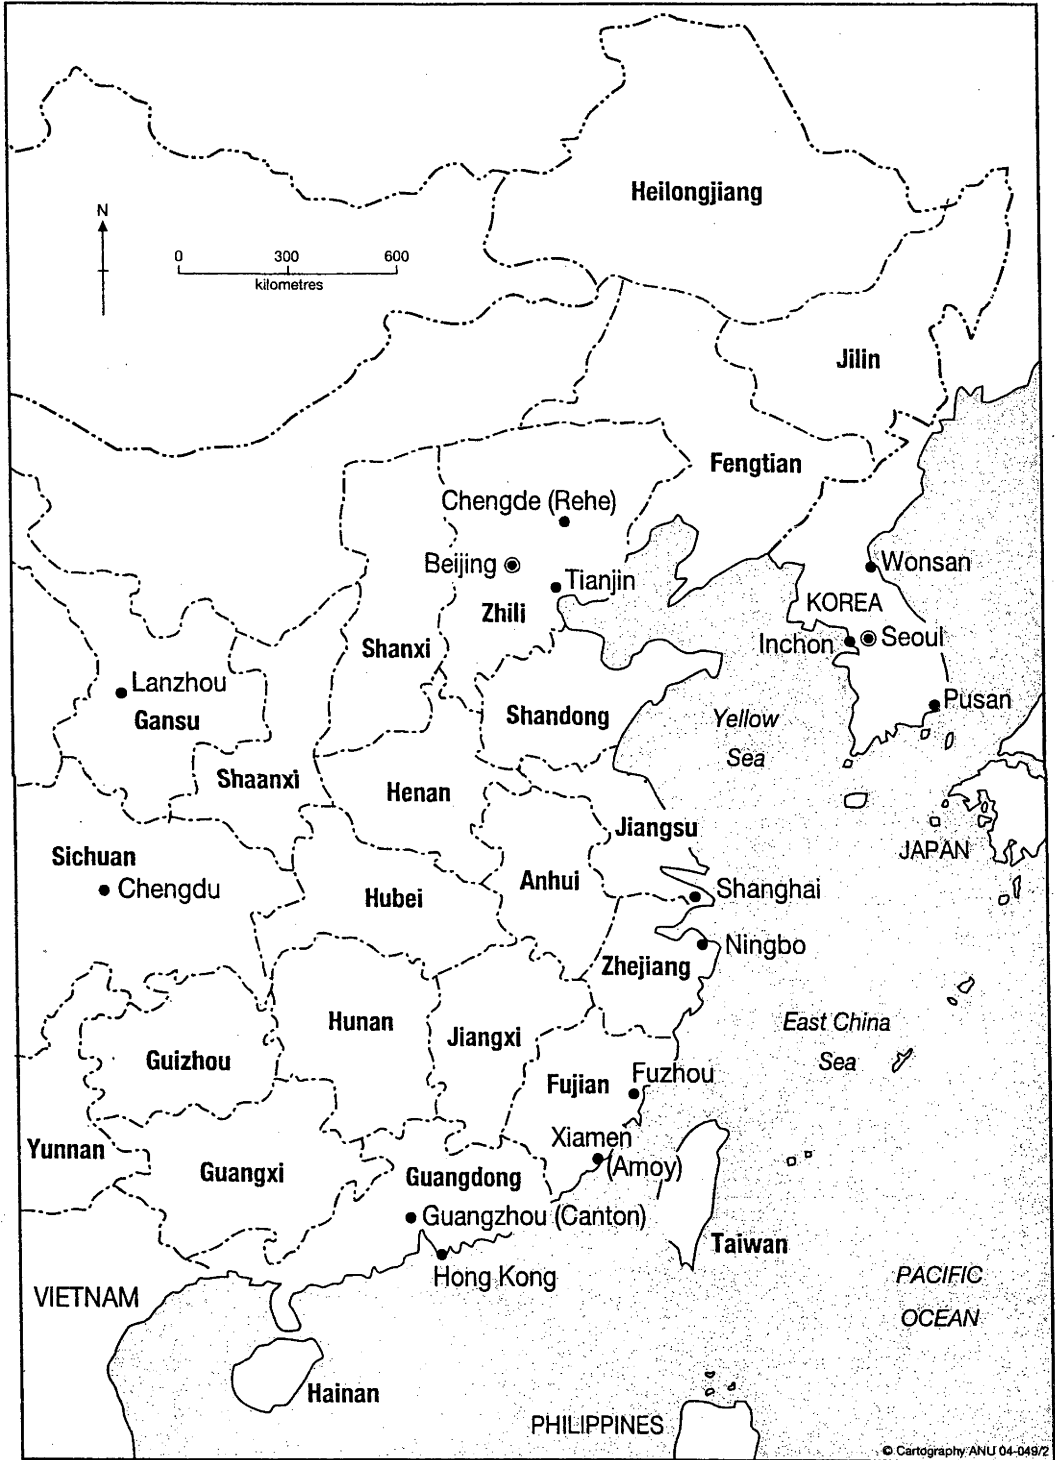 Heilongjiang
N
0 300 600
kilometres
Jilin
Fengtian
Chengde (Rehe)
Beijing
Tianjin
Wonsan
Zhili
KOREA
Shanxi
Inchon
Seoul
Lanzhou
Gansu
Pusan
Shandong
Yellow
Sea
Shaanxi
Henan
Jiangsu
JAPAN
Sichuan
Chengdu
Anhui
Shanghai
Hubei
Ningbo
Zhejiang
Hunan
Jiangxi
East China
Sea
Guizhou
Fujian
Fuzhou
Yunnan
Xiamen
(Amoy)
Guangxi
Guangdong
Guangzhou (Canton)
Taiwan
Hong Kong
VIETNAM
PACIFIC
OCEAN
Hainan
PHILIPPINES
© Cartography ANU 04-049/2